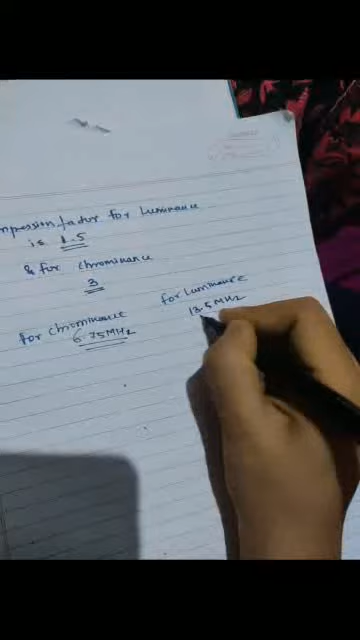 mpression factor for Luminance
is 1.5
& for chrominance
3
for chrominance
6.75MHz
for Luminance
13.5MHz